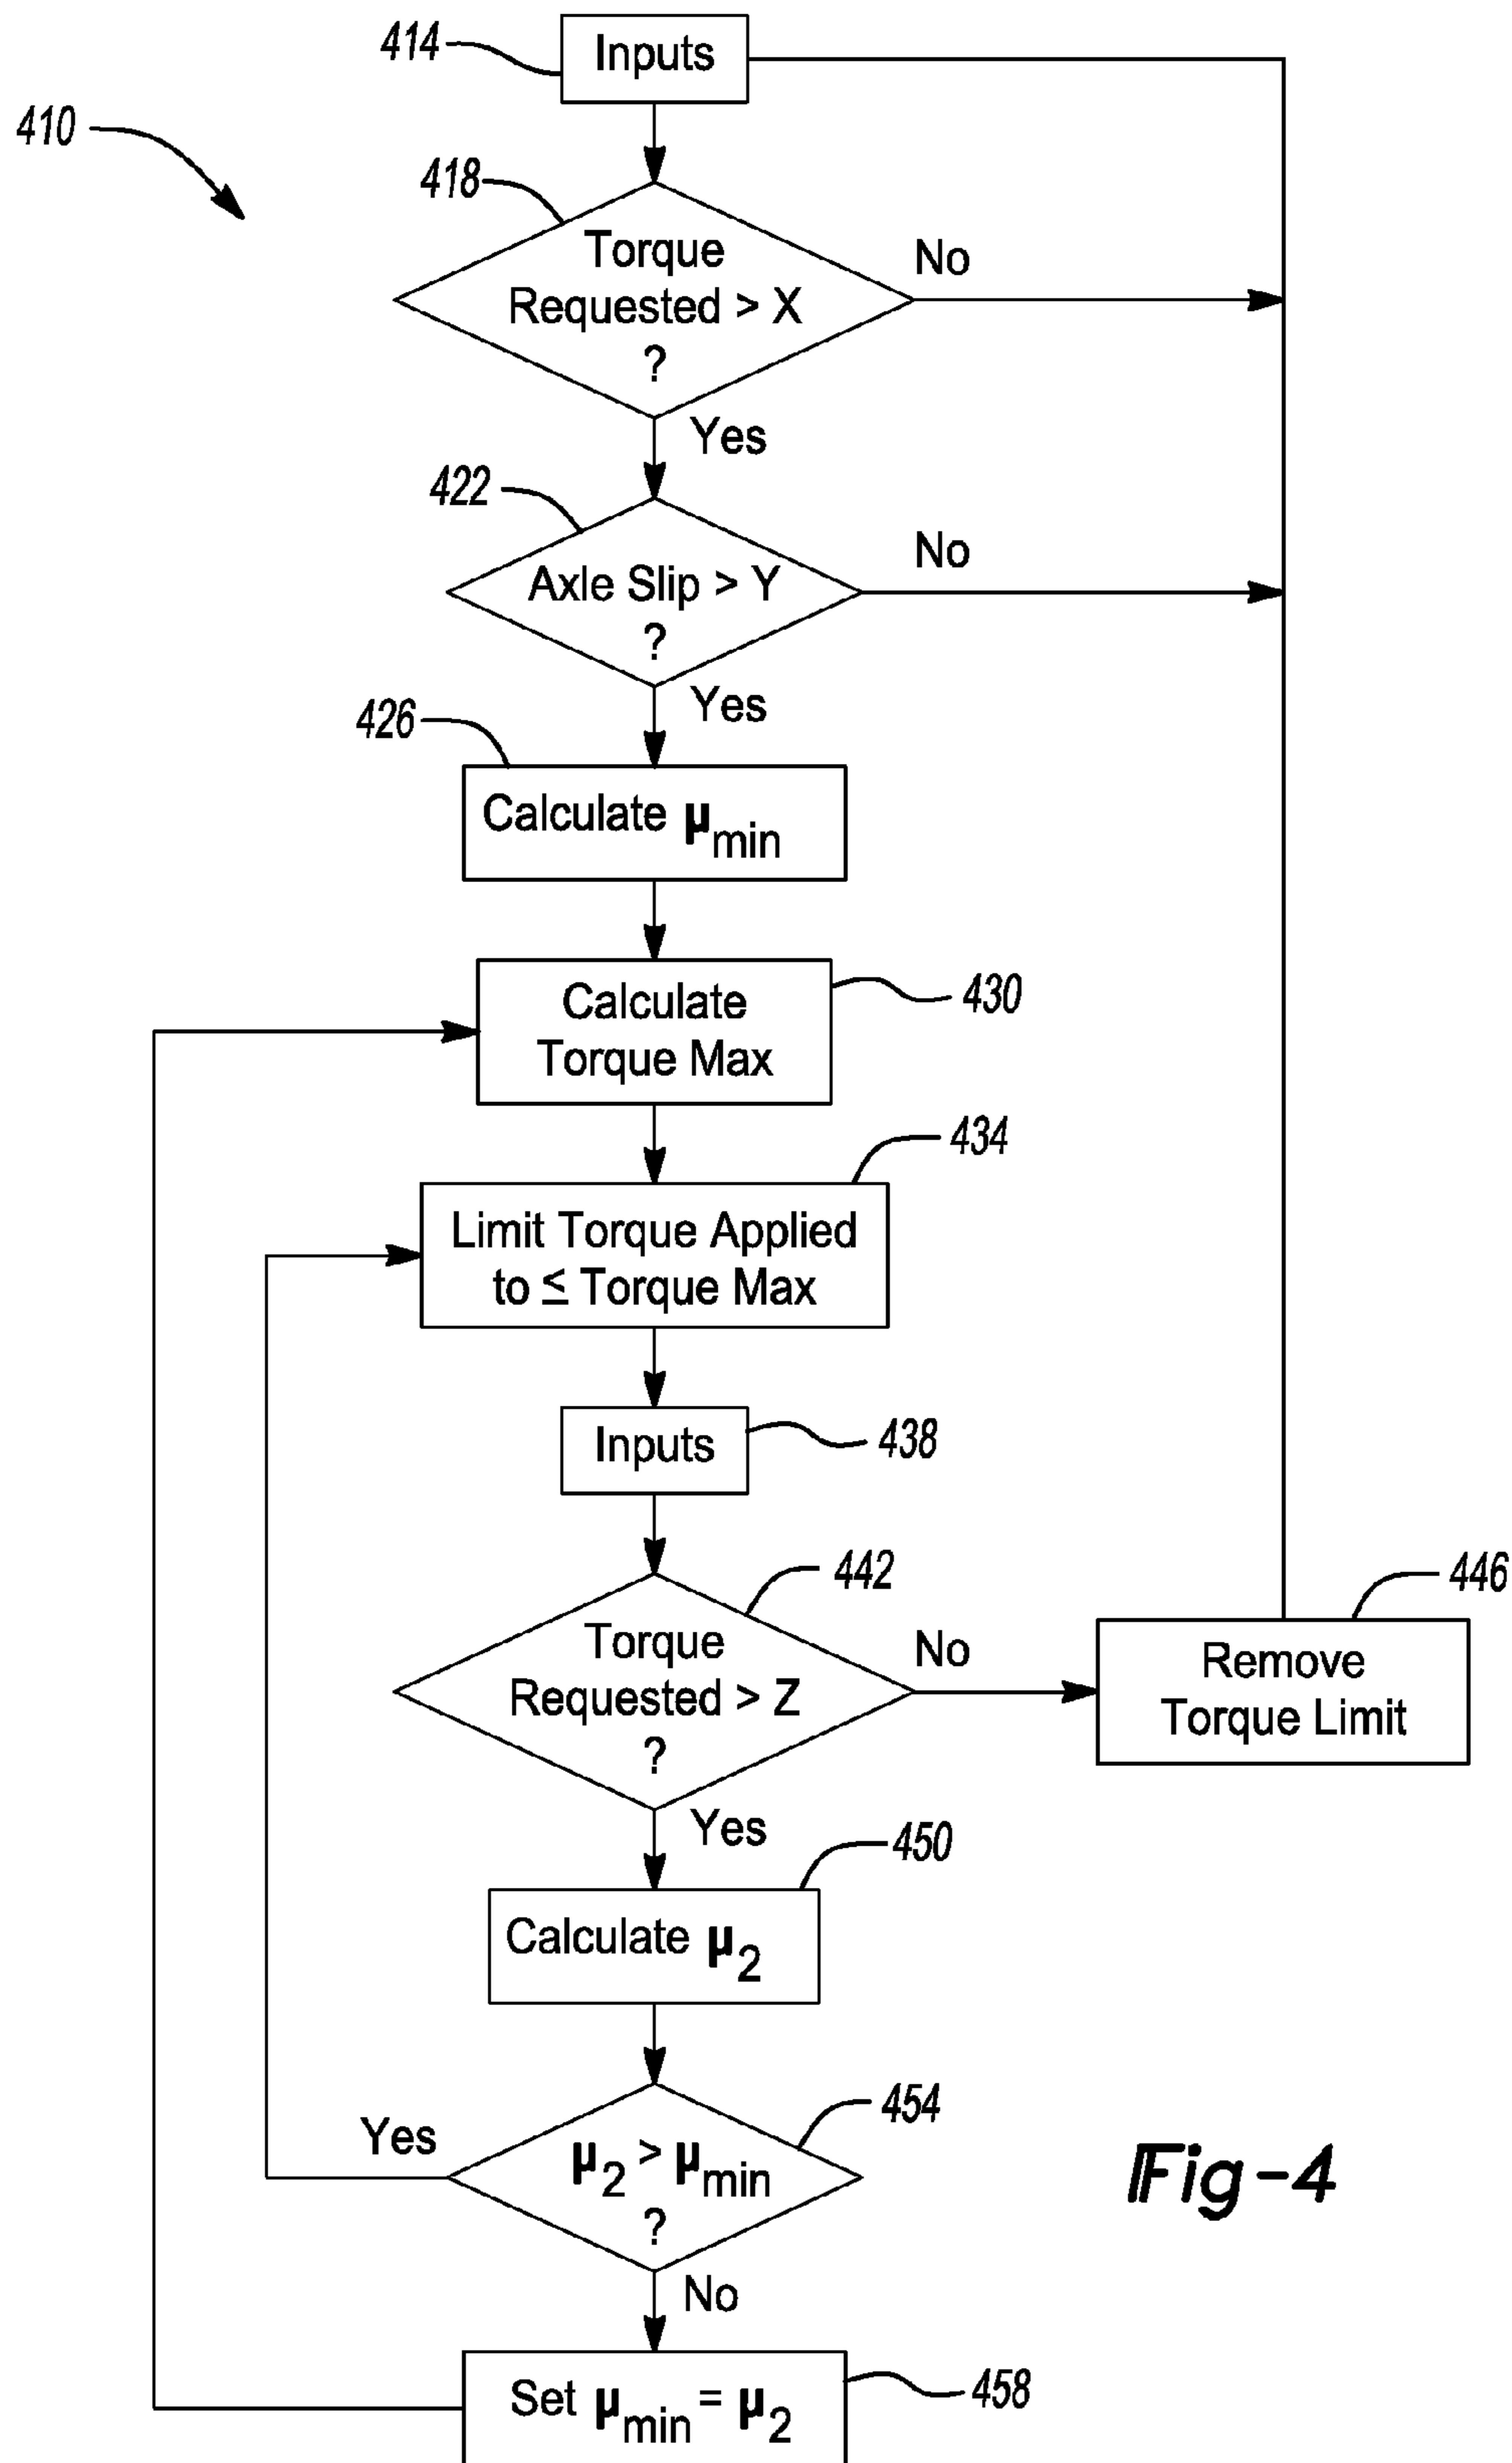 414
Inputs
410
418
Torque
Requested > X
?
No
Yes
422
Axle Slip > Y
?
No
Yes
426
Calculate μmin
430
Calculate
Torque Max
434
Limit Torque Applied
to ≤ Torque Max
438
Inputs
442
Torque
Requested > Z
?
No
446
Remove
Torque Limit
Yes
450
Calculate μ2
454
Yes
μ2 > μmin
?
No
Fig-4
458
Set μmin = μ2